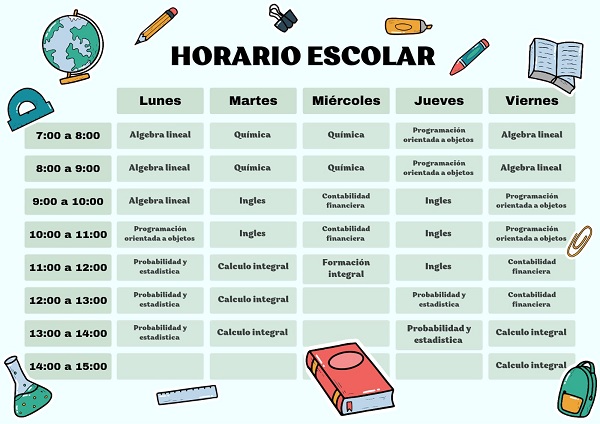 HORARIO ESCOLAR
Lunes Martes Miércoles Jueves Viernes
7:00 a 8:00 Algebra lineal Química Química Programación orientada a objetos Algebra lineal
8:00 a 9:00 Algebra lineal Química Química Programación orientada a objetos Algebra lineal
9:00 a 10:00 Algebra lineal Ingles Contabilidad financiera Ingles Programación orientada a objetos
10:00 a 11:00 Programación orientada a objetos Ingles Contabilidad financiera Ingles Programación orientada a objetos
11:00 a 12:00 Probabilidad y estadistica Calculo integral Formación integral Ingles Contabilidad financiera
12:00 a 13:00 Probabilidad y estadistica Calculo integral Probabilidad y estadistica Contabilidad financiera
13:00 a 14:00 Probabilidad y estadistica Calculo integral Probabilidad y estadistica Calculo integral
14:00 a 15:00 Calculo integral